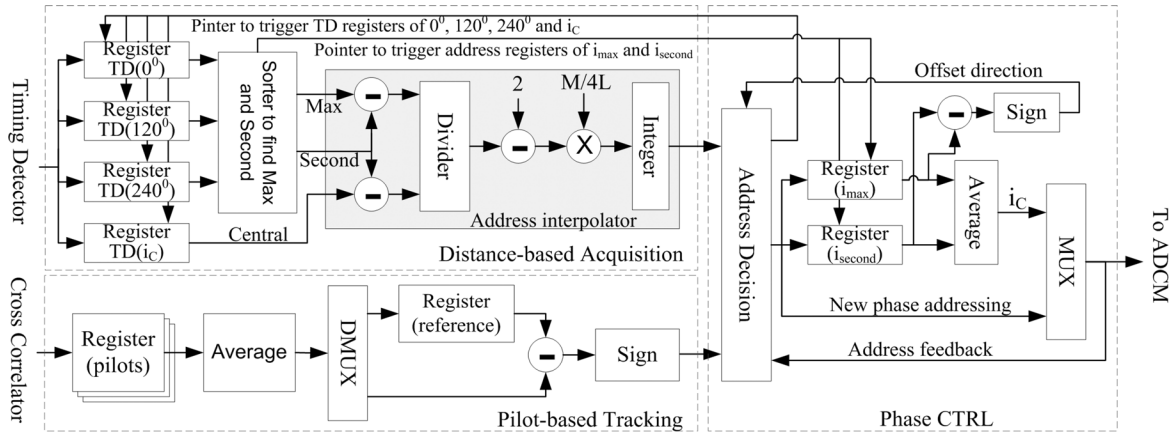 Pinter to trigger TD registers of 0⁰, 120⁰, 240⁰ and i_C
Pointer to trigger address registers of i_max and i_second
Timing Detector
Register
TD(0⁰)
Register
TD(120⁰)
Register
TD(240⁰)
Register
TD(i_C)
Sorter to find Max
and Second
Max
Second
Central
-
-
Divider
2
-
M/4L
X
Integer
Address interpolator
Distance-based Acquisition
Cross Correlator
Register
(pilots)
Average
DMUX
Register
(reference)
-
Sign
Pilot-based Tracking
Address Decision
Offset direction
-
Sign
Register
(i_max)
Register
(i_second)
Average
i_C
MUX
New phase addressing
Address feedback
Phase CTRL
To ADCM